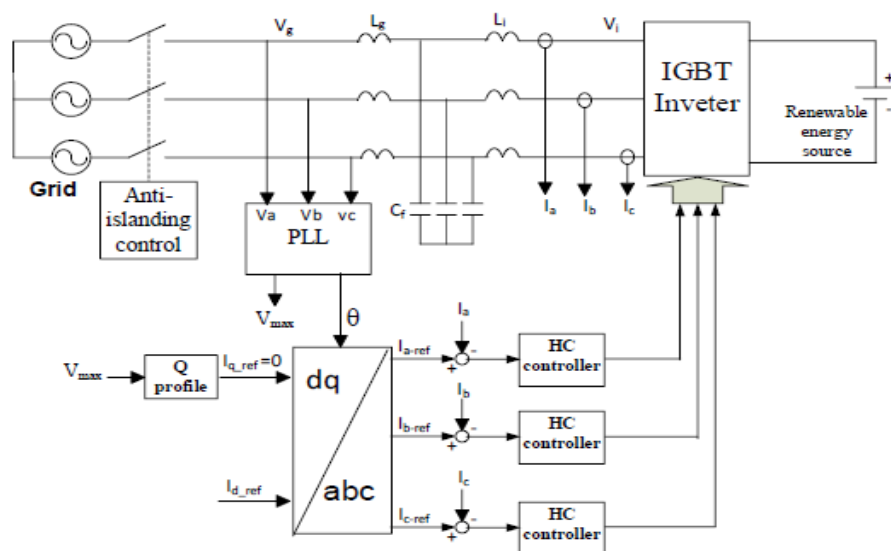 Vg
Lg
Li
Vi
IGBT
Inveter
+
-
Renewable
energy
source
Grid
Anti-
islanding
control
Va
Vb
vc
PLL
Cf
Ia
Ib
Ic
Vmax
θ
Vmax
Q
profile
Iq_ref=0
dq
abc
Id_ref
Ia-ref
Ia
+
-
HC
controller
Ib-ref
Ib
+
-
HC
controller
Ic-ref
Ic
+
-
HC
controller